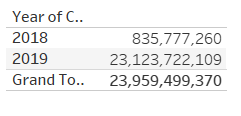 Year of C..
2018 835,777,260
2019 23,123,722,109
Grand To.. 23,959,499,370